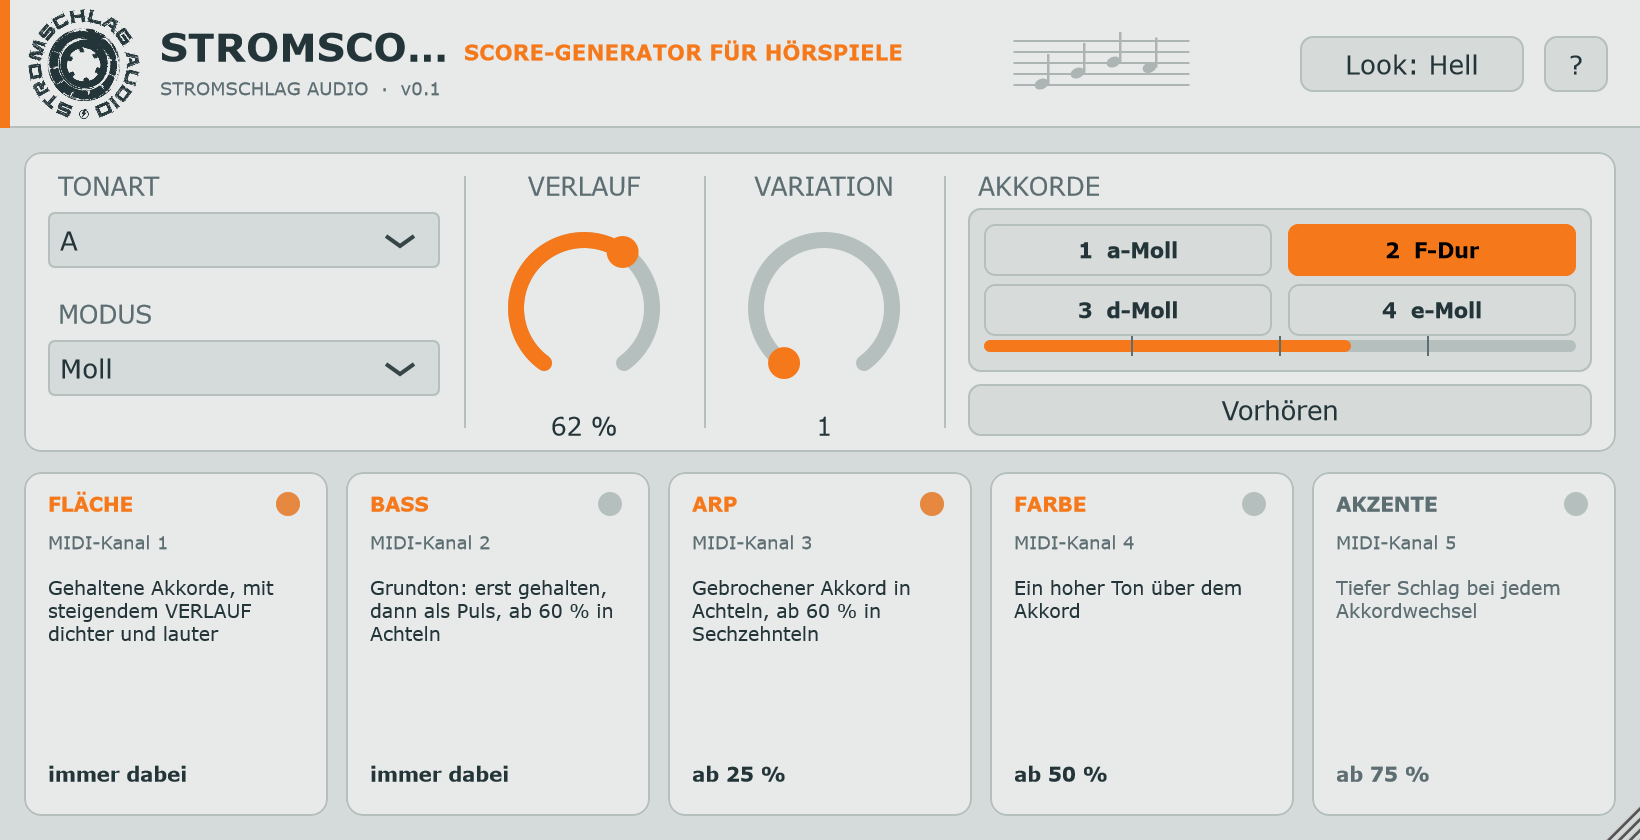 STROMSCHLAG AUDIO
STROMSCO... SCORE-GENERATOR FÜR HÖRSPIELE
STROMSCHLAG AUDIO · v0.1
Look: Hell
?
TONART
A
MODUS
Moll
VERLAUF
62 %
VARIATION
1
AKKORDE
1 a-Moll
2 F-Dur
3 d-Moll
4 e-Moll
Vorhören
FLÄCHE
MIDI-Kanal 1
Gehaltene Akkorde, mit
steigendem VERLAUF
dichter und lauter
immer dabei
BASS
MIDI-Kanal 2
Grundton: erst gehalten,
dann als Puls, ab 60 % in
Achteln
immer dabei
ARP
MIDI-Kanal 3
Gebrochener Akkord in
Achteln, ab 60 % in
Sechzehnteln
ab 25 %
FARBE
MIDI-Kanal 4
Ein hoher Ton über dem
Akkord
ab 50 %
AKZENTE
MIDI-Kanal 5
Tiefer Schlag bei jedem
Akkordwechsel
ab 75 %